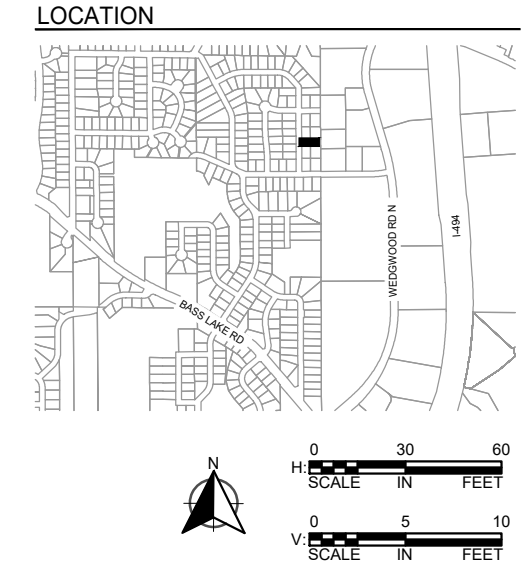 LOCATION
WEDGWOOD RD N
I-494
BASS LAKE RD
N
0 30 60
H:
SCALE IN FEET
0 5 10
V:
SCALE IN FEET